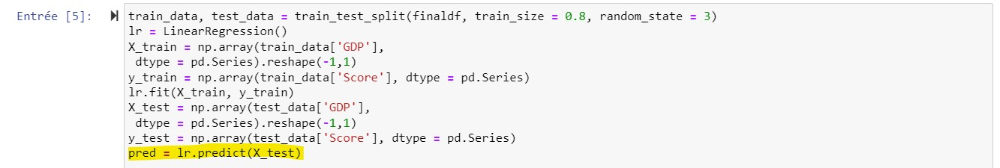 Entrée [5]: train_data, test_data = train_test_split(finaldf, train_size = 0.8, random_state = 3)
lr = LinearRegression()
X_train = np.array(train_data['GDP'],
 dtype = pd.Series).reshape(-1,1)
y_train = np.array(train_data['Score'], dtype = pd.Series)
lr.fit(X_train, y_train)
X_test = np.array(test_data['GDP'],
 dtype = pd.Series).reshape(-1,1)
y_test = np.array(test_data['Score'], dtype = pd.Series)
pred = lr.predict(X_test)